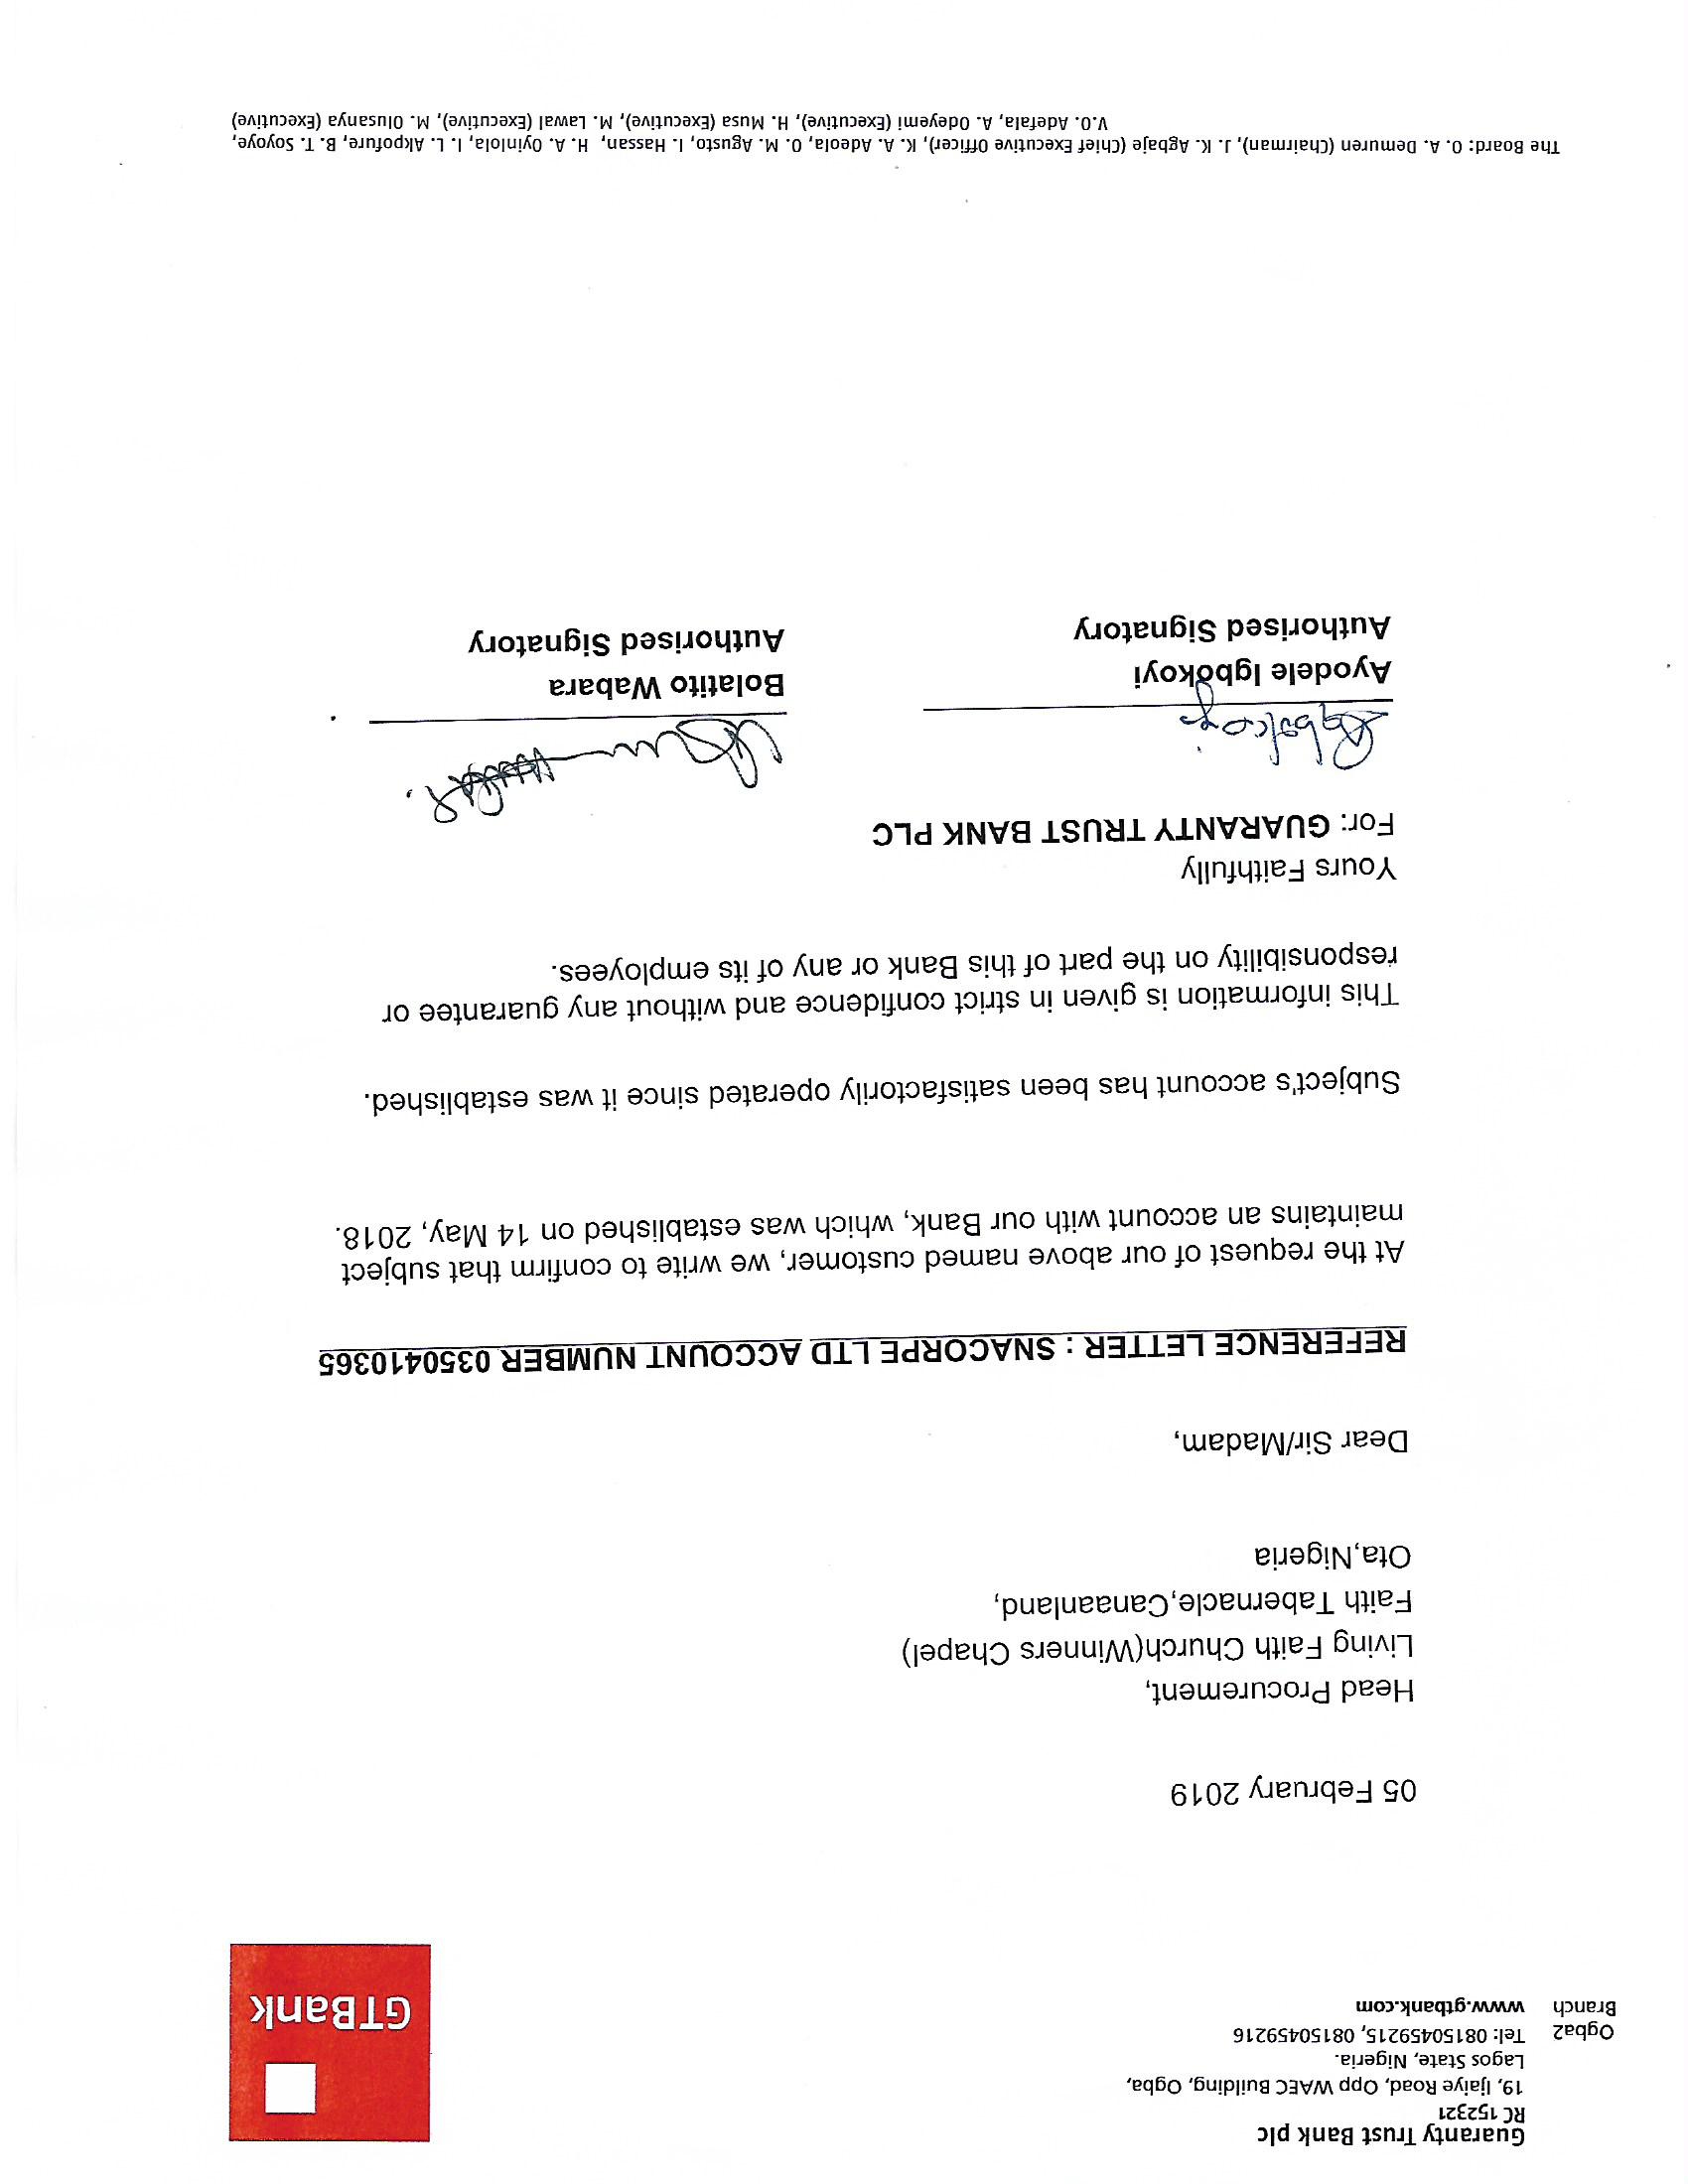 Guaranty Trust Bank plc
RC 152321
19, Ijaiye Road, Opp WAEC Building, Ogba,
Lagos State, Nigeria.
Ogba2 Tel: 08150459215, 08150459216
Branch www.gtbank.com
GTBank
05 February 2019
Head Procurement,
Living Faith Church(Winners Chapel)
Faith Tabernacle,Canaanland,
Ota,Nigeria
Dear Sir/Madam,
REFERENCE LETTER : SNACORPE LTD ACCOUNT NUMBER 0350410365
At the request of our above named customer, we write to confirm that subject
maintains an account with our Bank, which was established on 14 May, 2018.
Subject's account has been satisfactorily operated since it was established.
This information is given in strict confidence and without any guarantee or
responsibility on the part of this Bank or any of its employees.
Yours Faithfully
For: GUARANTY TRUST BANK PLC
Ayodele Igbokoyi Bolatito Wabara
Authorised Signatory Authorised Signatory
The Board: O. A. Demuren (Chairman), J. K. Agbaje (Chief Executive Officer), K. A. Adeola, O. M. Agusto, I. Hassan, H. A. Oyinlola, I. L. Akpofure, B. T. Soyoye,
V.O. Adefala, A. Odeyemi (Executive), H. Musa (Executive), M. Lawal (Executive), M. Olusanya (Executive)